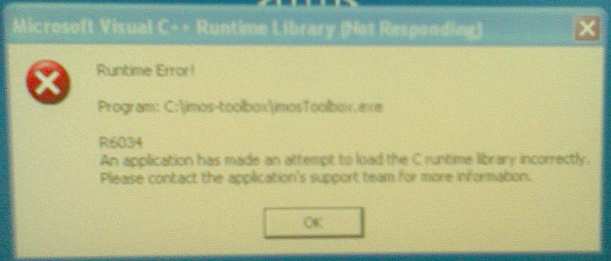 Microsoft Visual C++ Runtime Library (Not Responding)
Runtime Error!
Program: C:\imos-toolbox\imosToolbox.exe
R6034
An application has made an attempt to load the C runtime library incorrectly.
Please contact the application's support team for more information.
OK